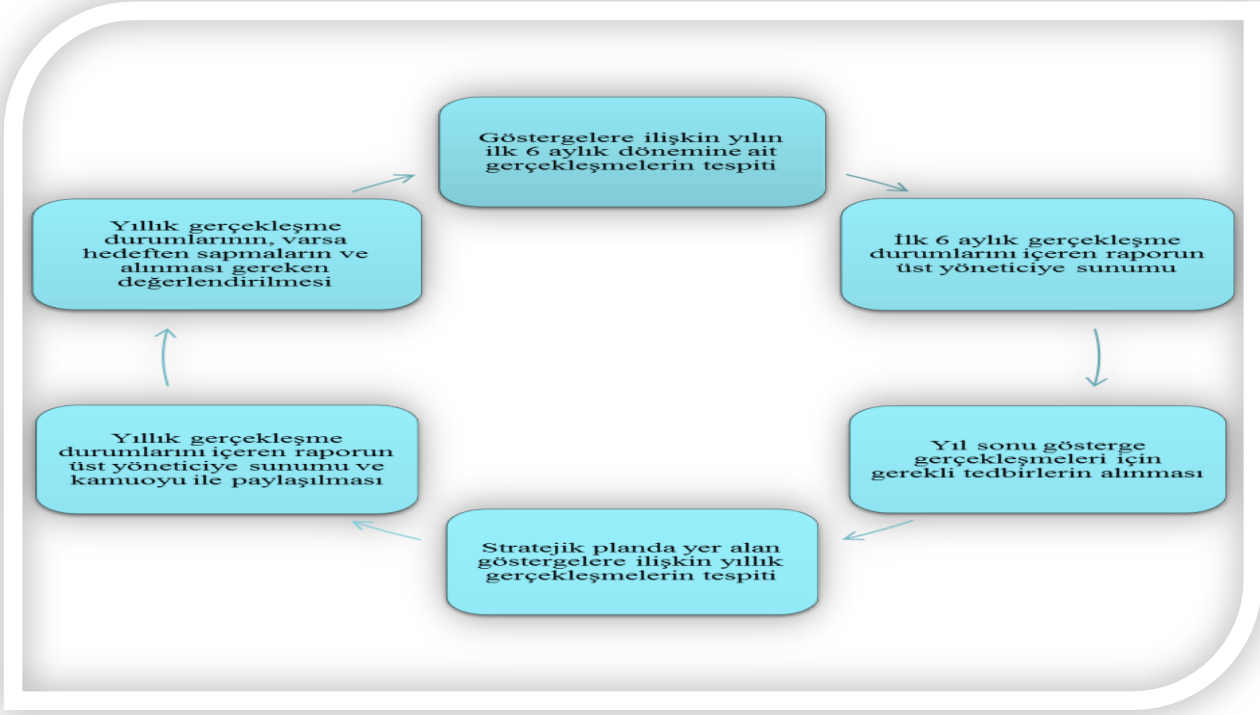 Göstergelere ilişkin yılın
ilk 6 aylık dönemine ait
gerçekleşmelerin tespiti
İlk 6 aylık gerçekleşme
durumlarını içeren raporun
üst yöneticiye sunumu
Yıl sonu gösterge
gerçekleşmeleri için
gerekli tedbirlerin alınması
Stratejik planda yer alan
göstergelere ilişkin yıllık
gerçekleşmelerin tespiti
Yıllık gerçekleşme
durumlarını içeren raporun
üst yöneticiye sunumu ve
kamuoyu ile paylaşılması
Yıllık gerçekleşme
durumlarının, varsa
hedeften sapmaların ve
alınması gereken
değerlendirilmesi